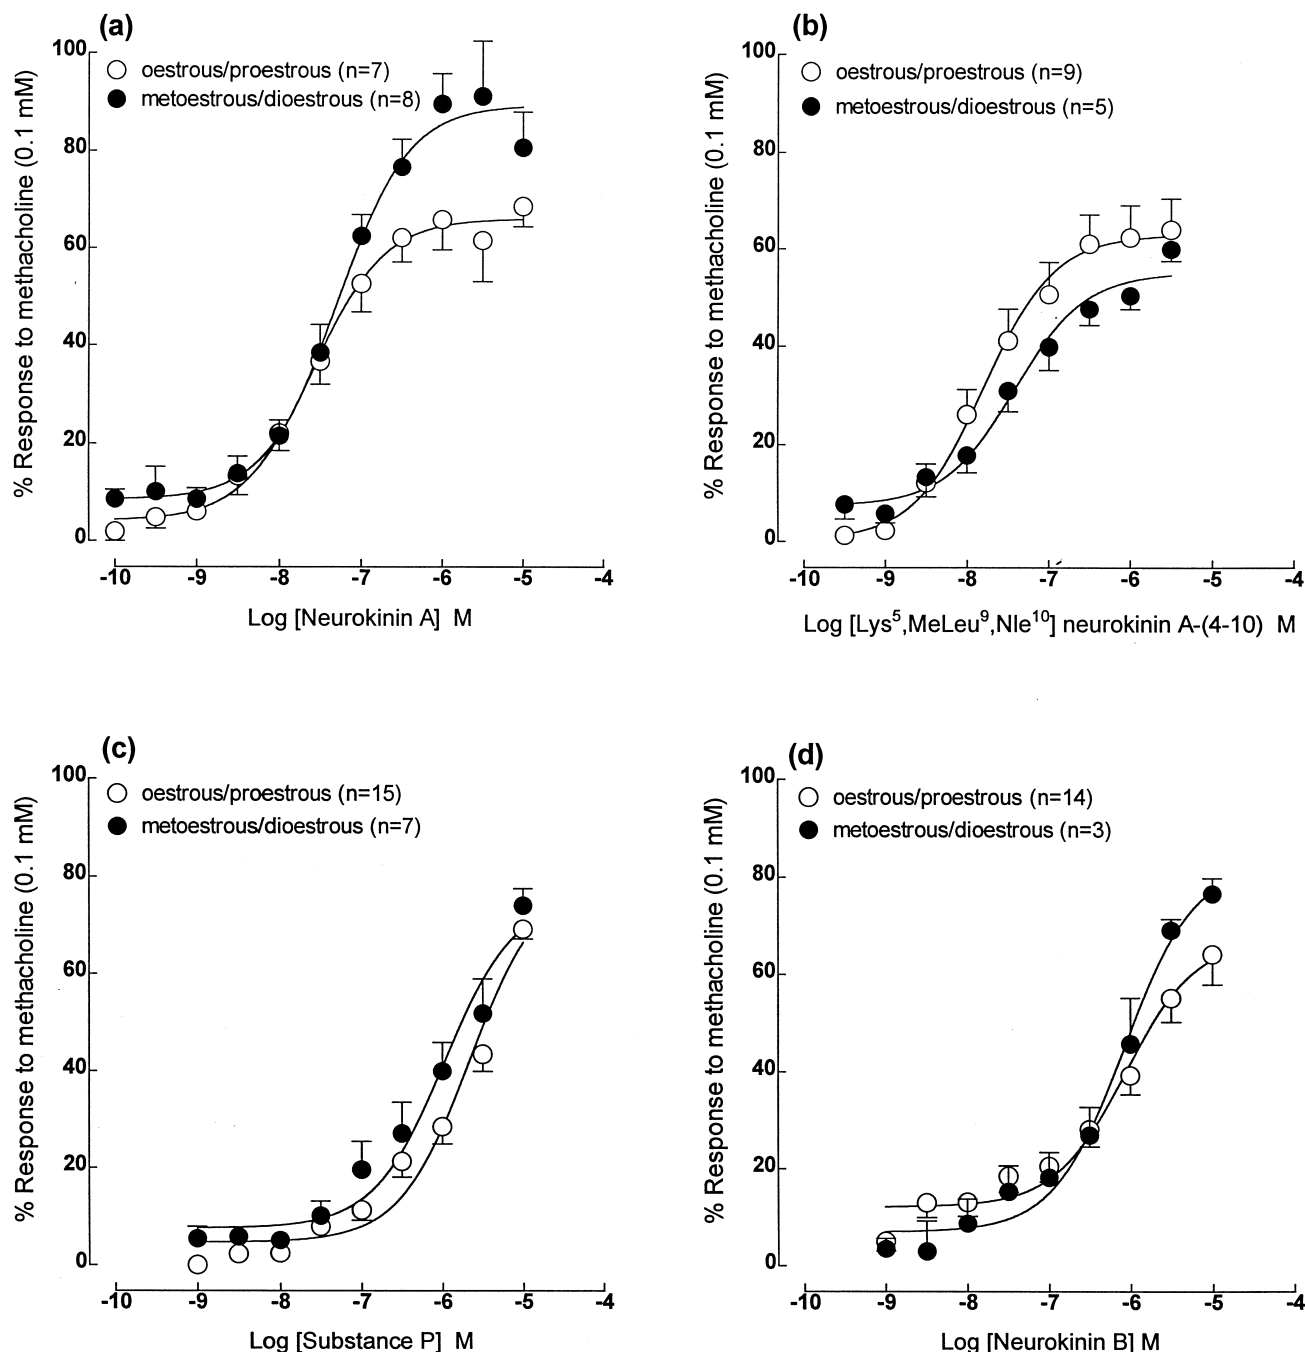 (a)
100
80
60
40
20
0
% Response to methacholine (0.1 mM)
oestrous/proestrous (n=7)
metoestrous/dioestrous (n=8)
-10 -9 -8 -7 -6 -5 -4
Log [Neurokinin A] M
(b)
100
80
60
40
20
0
% Response to methacholine (0.1 mM)
oestrous/proestrous (n=9)
metoestrous/dioestrous (n=5)
-10 -9 -8 -7 -6 -5 -4
Log [Lys⁵,MeLeu⁹,Nle¹⁰] neurokinin A-(4-10) M
(c)
100
80
60
40
20
0
% Response to methacholine (0.1 mM)
oestrous/proestrous (n=15)
metoestrous/dioestrous (n=7)
-10 -9 -8 -7 -6 -5 -4
Log [Substance P] M
(d)
100
80
60
40
20
0
% Response to methacholine (0.1 mM)
oestrous/proestrous (n=14)
metoestrous/dioestrous (n=3)
-10 -9 -8 -7 -6 -5 -4
Log [Neurokinin B] M